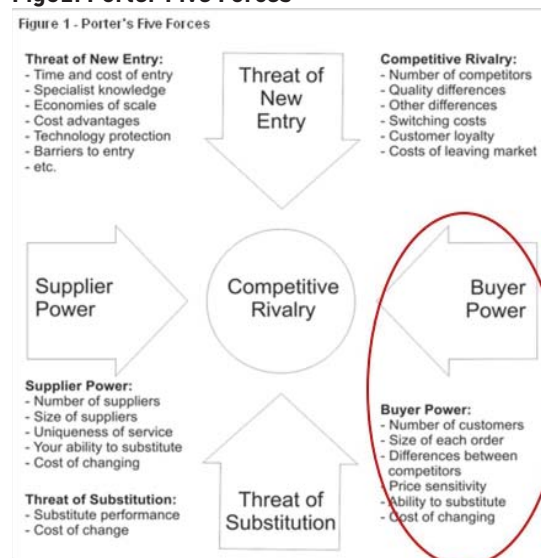 Figure 1 - Porter's Five Forces
Threat of New Entry:
- Time and cost of entry
- Specialist knowledge
- Economies of scale
- Cost advantages
- Technology protection
- Barriers to entry
- etc.
Threat of
New
Entry
Competitive Rivalry:
- Number of competitors
- Quality differences
- Other differences
- Switching costs
- Customer loyalty
- Costs of leaving market
Supplier
Power
Competitive
Rivalry
Buyer
Power
Supplier Power:
- Number of suppliers
- Size of suppliers
- Uniqueness of service
- Your ability to substitute
- Cost of changing
Threat of Substitution:
- Substitute performance
- Cost of change
Threat of
Substitution
Buyer Power:
- Number of customers
- Size of each order
- Differences between
competitors
- Price sensitivity
- Ability to substitute
- Cost of changing